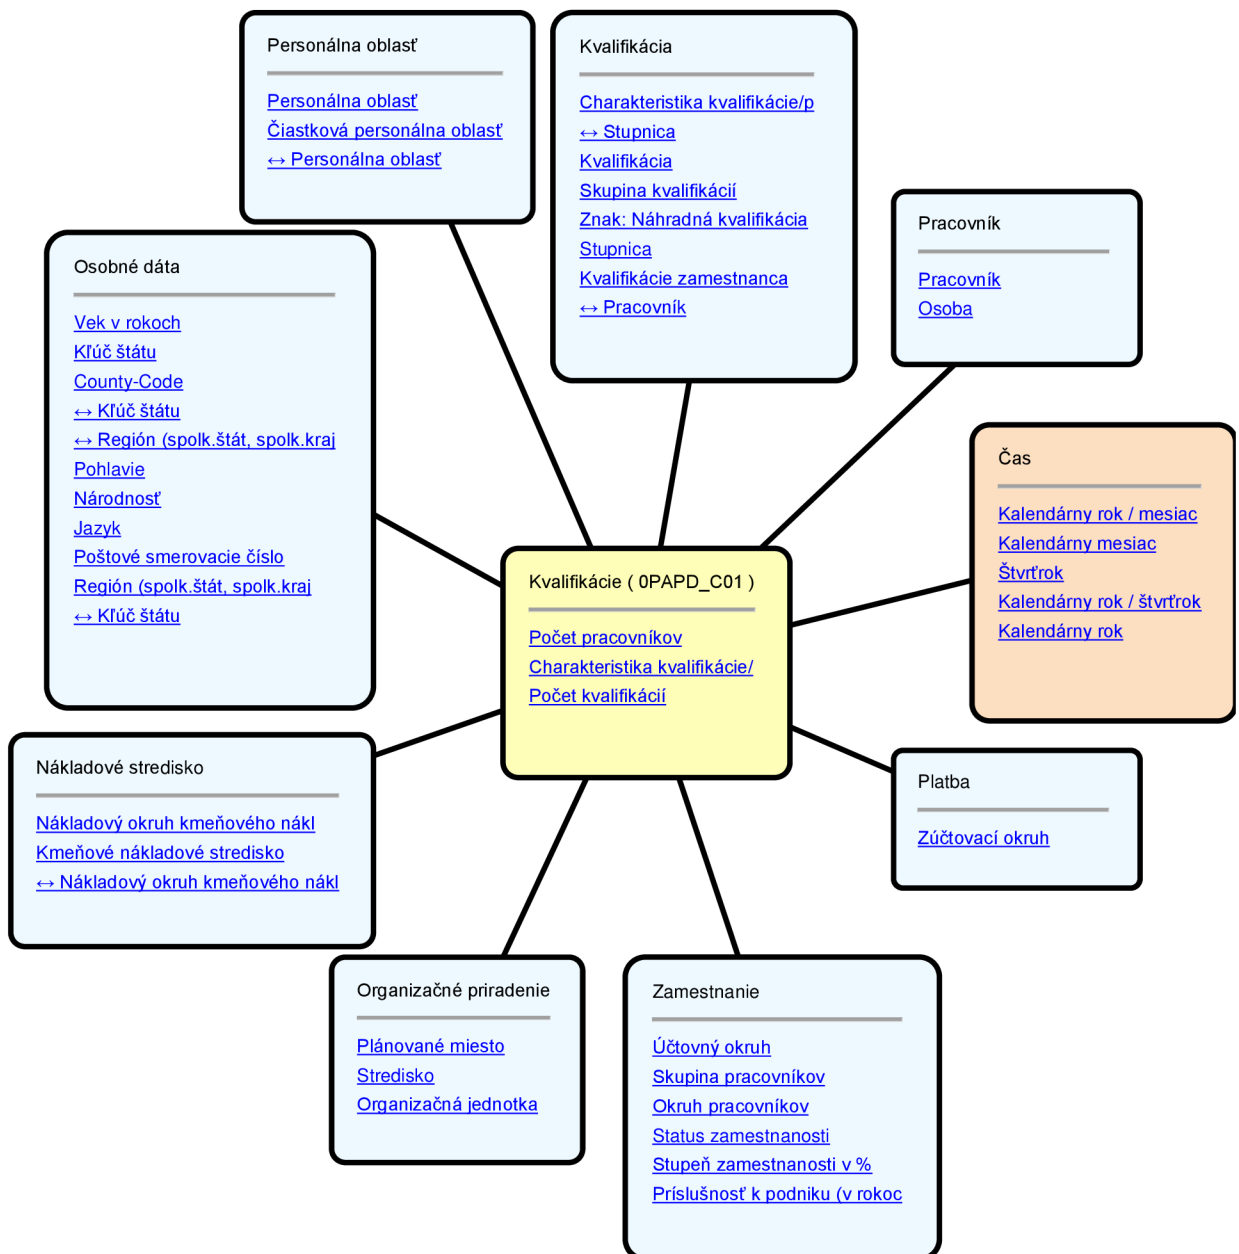 Personálna oblasť
Personálna oblasť
Čiastková personálna oblasť
↔ Personálna oblasť
Kvalifikácia
Charakteristika kvalifikácie/p
↔ Stupnica
Kvalifikácia
Skupina kvalifikácií
Znak: Náhradná kvalifikácia
Stupnica
Kvalifikácie zamestnanca
↔ Pracovník
Pracovník
Pracovník
Osoba
Osobné dáta
Vek v rokoch
Kľúč štátu
County-Code
↔ Kľúč štátu
↔ Región (spolk.štát, spolk.kraj
Pohlavie
Národnosť
Jazyk
Poštové smerovacie číslo
Región (spolk.štát, spolk.kraj
↔ Kľúč štátu
Čas
Kalendárny rok / mesiac
Kalendárny mesiac
Štvrťrok
Kalendárny rok / štvrťrok
Kalendárny rok
Kvalifikácie ( 0PAPD_C01 )
Počet pracovníkov
Charakteristika kvalifikácie/
Počet kvalifikácií
Nákladové stredisko
Nákladový okruh kmeňového nákl
Kmeňové nákladové stredisko
↔ Nákladový okruh kmeňového nákl
Platba
Zúčtovací okruh
Organizačné priradenie
Plánované miesto
Stredisko
Organizačná jednotka
Zamestnanie
Účtovný okruh
Skupina pracovníkov
Okruh pracovníkov
Status zamestnanosti
Stupeň zamestnanosti v %
Príslušnosť k podniku (v rokoc